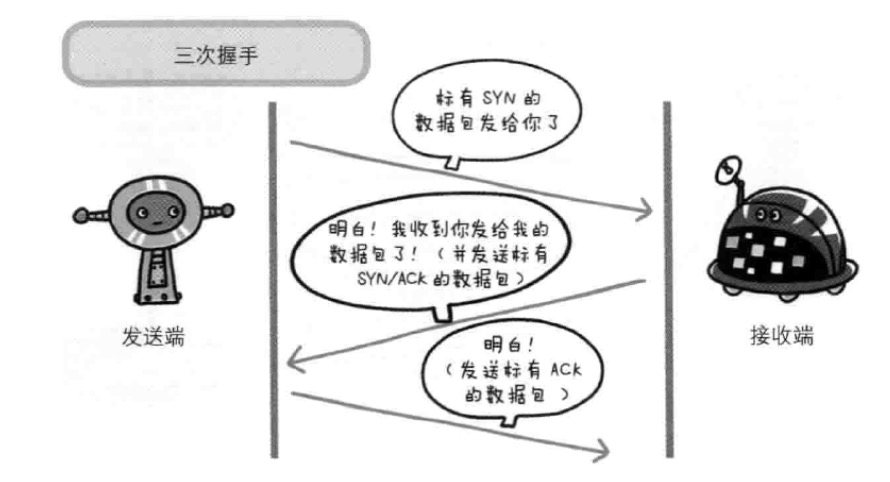 三次握手
标有 SYN 的
数据包发给你了
明白！我收到你发给我的
数据包了！（并发送标有
SYN/ACK 的数据包）
发送端
接收端
明白！
（发送标有 ACK
的数据包）